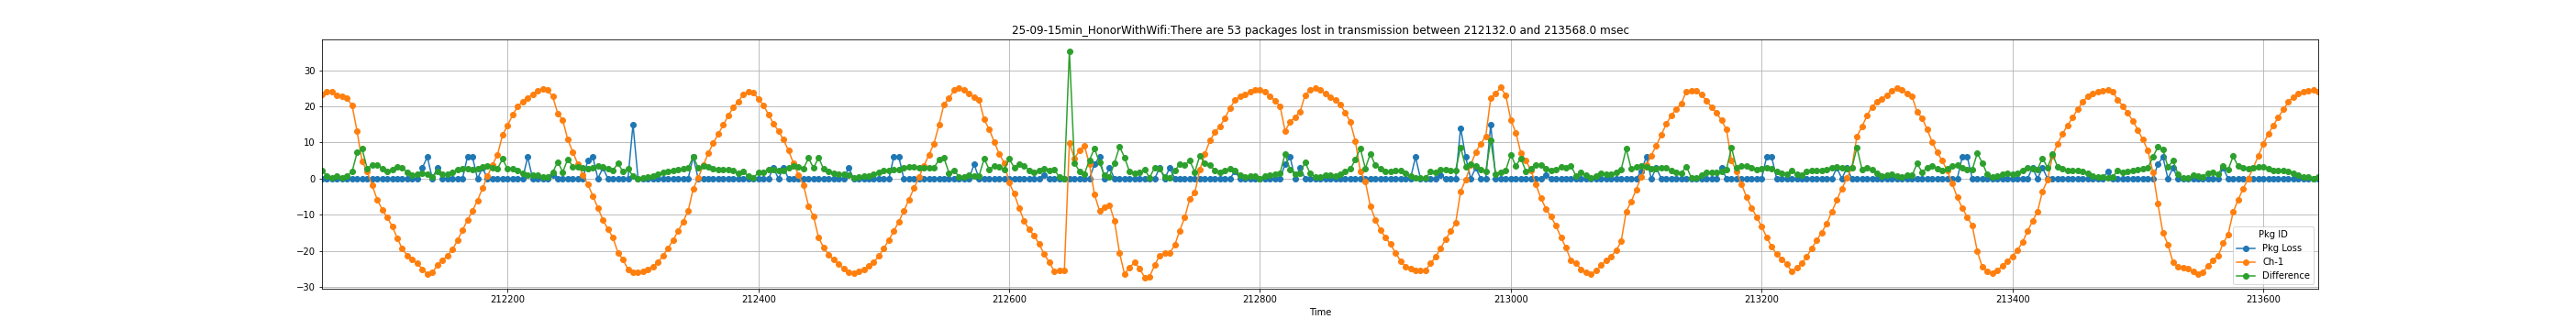 25-09-15min_HonorWithWifi:There are 53 packages lost in transmission between 212132.0 and 213568.0 msec
30
20
10
0
−10
−20
−30
212200 212400 212600 212800 213000 213200 213400 213600
Time
Pkg ID
Pkg Loss
Ch-1
Difference